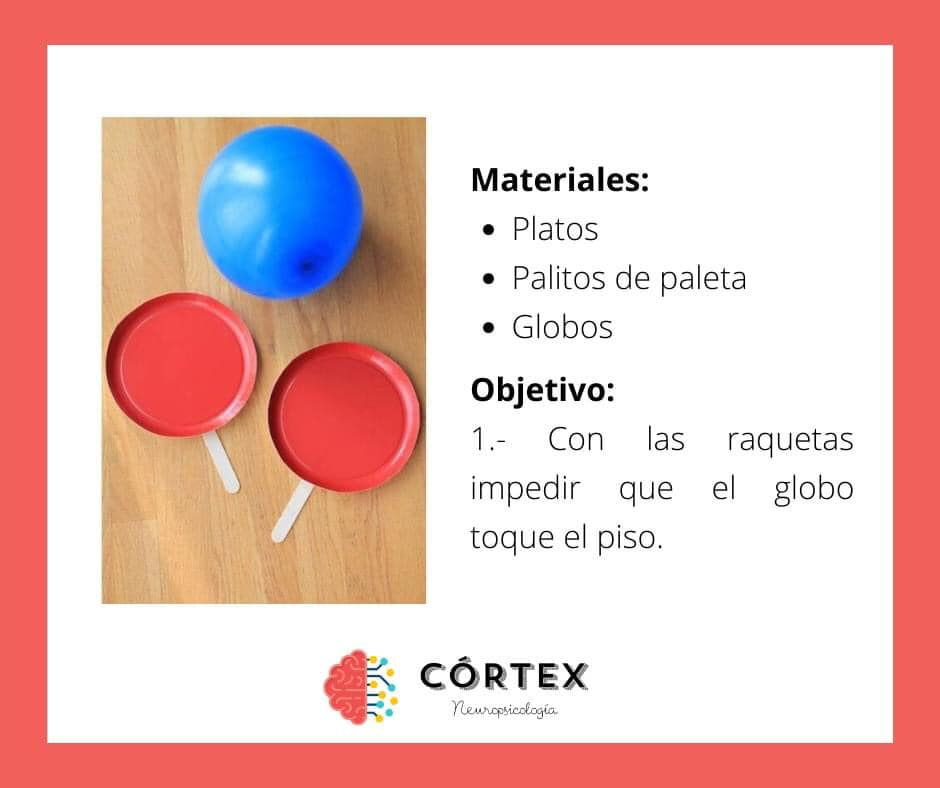 Materiales:
• Platos
• Palitos de paleta
• Globos
Objetivo:
1.- Con las raquetas
impedir que el globo
toque el piso.
CÓRTEX
Neuropsicología